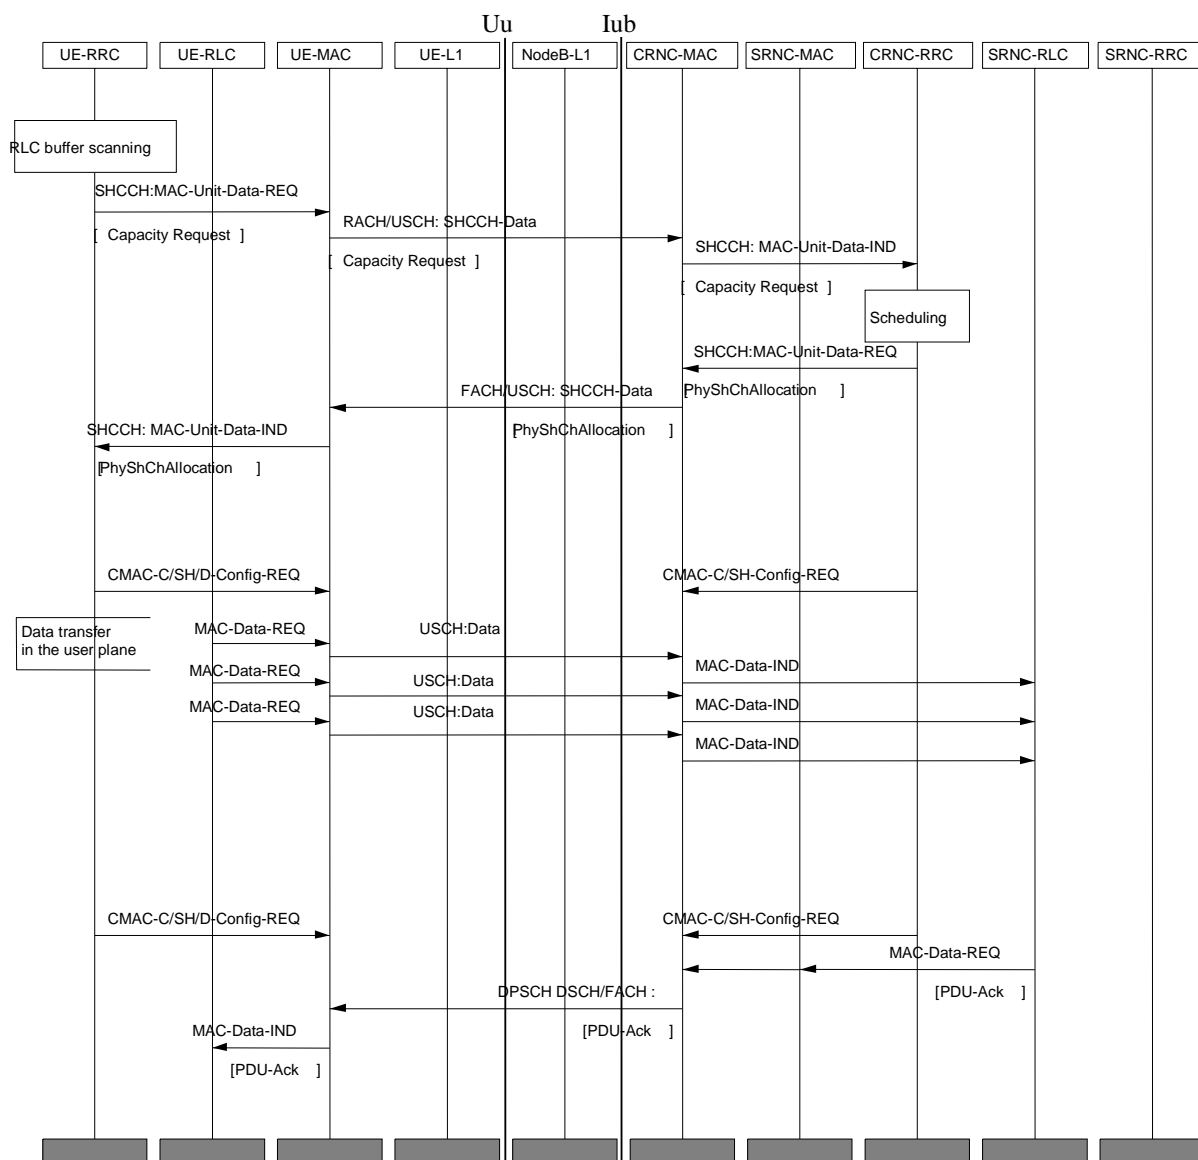 Uu Iub
UE-RRC UE-RLC UE-MAC UE-L1 NodeB-L1 CRNC-MAC SRNC-MAC CRNC-RRC SRNC-RLC SRNC-RRC
RLC buffer scanning
SHCCH:MAC-Unit-Data-REQ
[ Capacity Request ]
RACH/USCH: SHCCH-Data
[ Capacity Request ]
SHCCH: MAC-Unit-Data-IND
[ Capacity Request ]
Scheduling
SHCCH:MAC-Unit-Data-REQ
[PhyShChAllocation ]
FACH/USCH: SHCCH-Data
[PhyShChAllocation ]
SHCCH: MAC-Unit-Data-IND
[PhyShChAllocation ]
CMAC-C/SH/D-Config-REQ
CMAC-C/SH-Config-REQ
Data transfer
in the user plane
MAC-Data-REQ
USCH:Data
MAC-Data-IND
MAC-Data-REQ
USCH:Data
MAC-Data-IND
MAC-Data-REQ
USCH:Data
MAC-Data-IND
CMAC-C/SH/D-Config-REQ
CMAC-C/SH-Config-REQ
MAC-Data-REQ
[PDU-Ack ]
DPSCH DSCH/FACH :
[PDU-Ack ]
MAC-Data-IND
[PDU-Ack ]